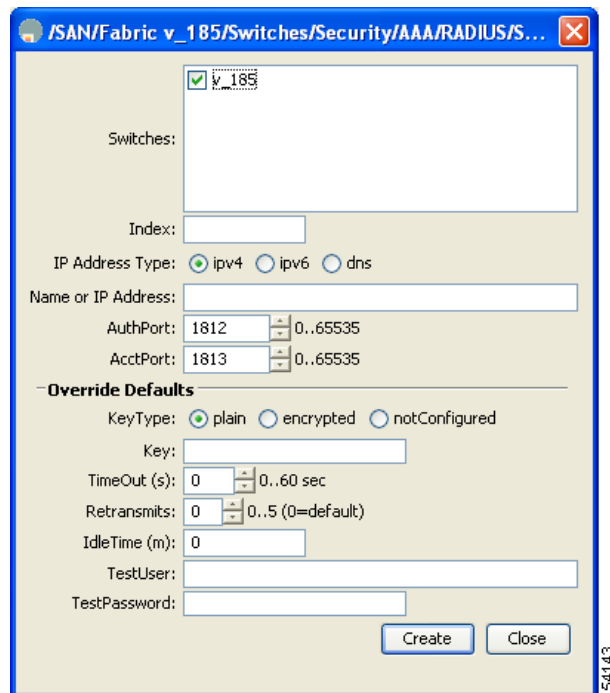 /SAN/Fabric v_185/Switches/Security/AAA/RADIUS/S...
v_185
Switches:
Index:
IP Address Type: ipv4 ipv6 dns
Name or IP Address:
AuthPort: 1812 0..65535
AcctPort: 1813 0..65535
Override Defaults
KeyType: plain encrypted notConfigured
Key:
TimeOut (s): 0 0..60 sec
Retransmits: 0 0..5 (0=default)
IdleTime (m): 0
TestUser:
TestPassword:
Create Close
54143